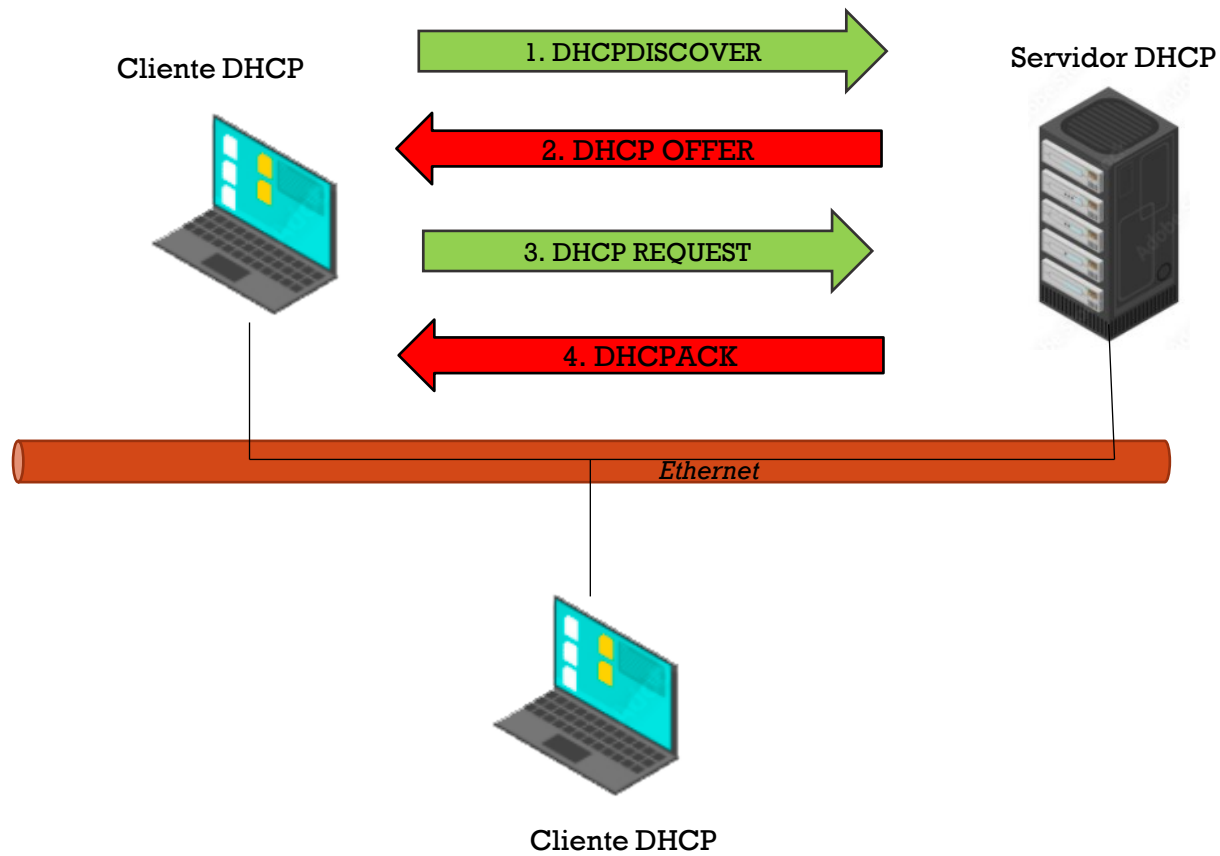 1. DHCPDISCOVER
Cliente DHCP
Servidor DHCP
2. DHCP OFFER
3. DHCP REQUEST
4. DHCPACK
Ethernet
Cliente DHCP